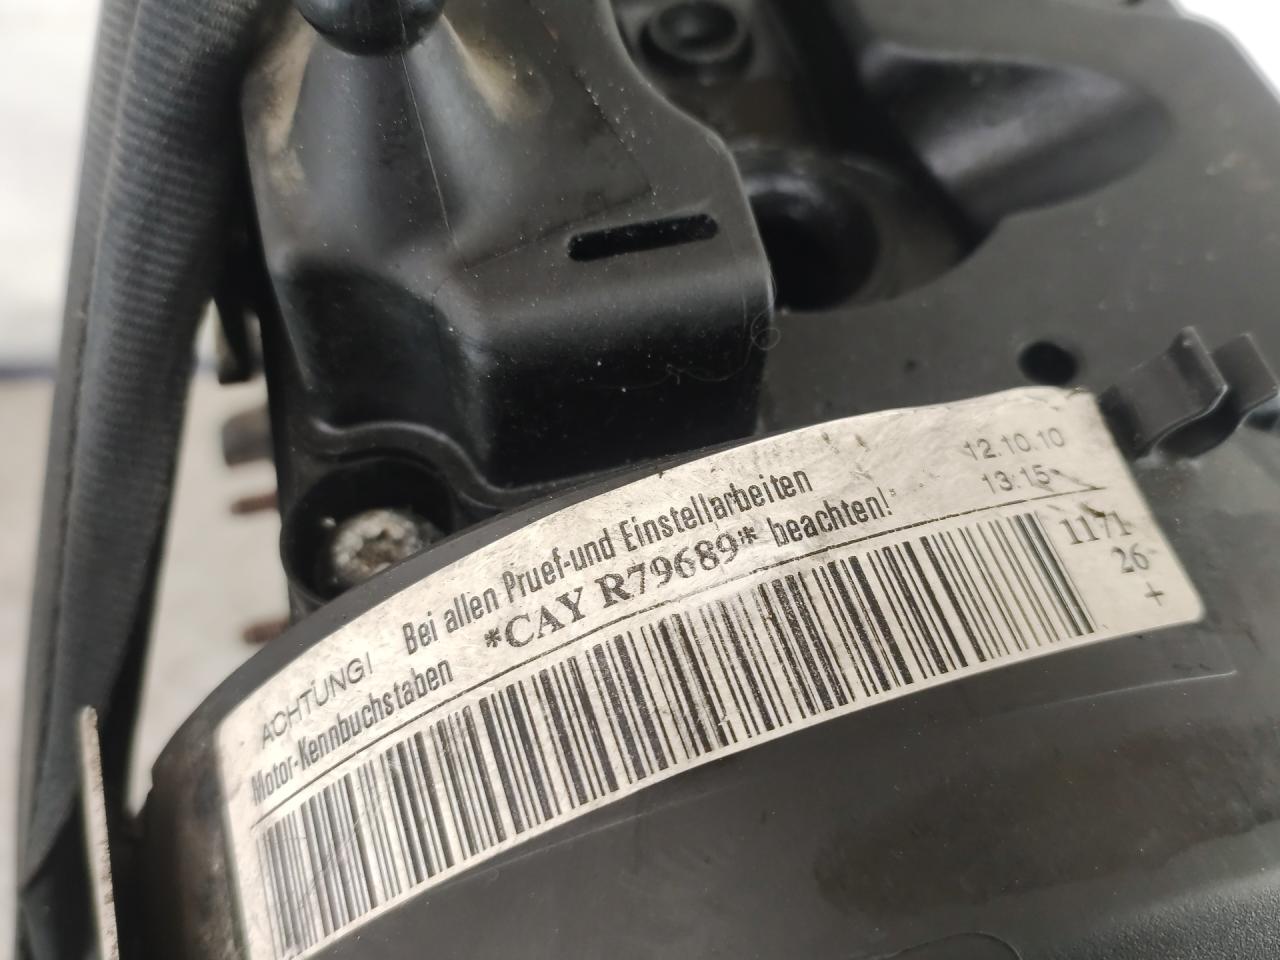 ACHTUNG! Bei allen Pruef-und Einstellarbeiten
Motor-Kennbuchstaben *CAY R79689* beachten!
12.10.10
13:15
1171
26
+